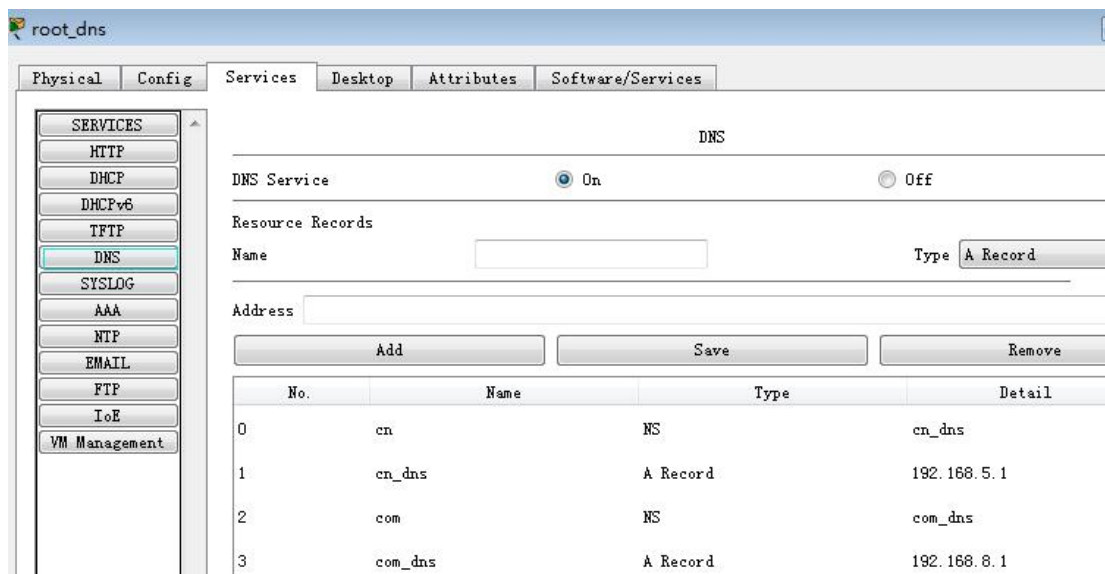 root_dns
Physical Config Services Desktop Attributes Software/Services
SERVICES
HTTP
DHCP
DHCPv6
TFTP
DNS
SYSLOG
AAA
NTP
EMAIL
FTP
IoE
VM Management
DNS
DNS Service On Off
Resource Records
Name Type A Record
Address
Add Save Remove
No. Name Type Detail
0 cn NS cn_dns
1 cn_dns A Record 192.168.5.1
2 com NS com_dns
3 com_dns A Record 192.168.8.1